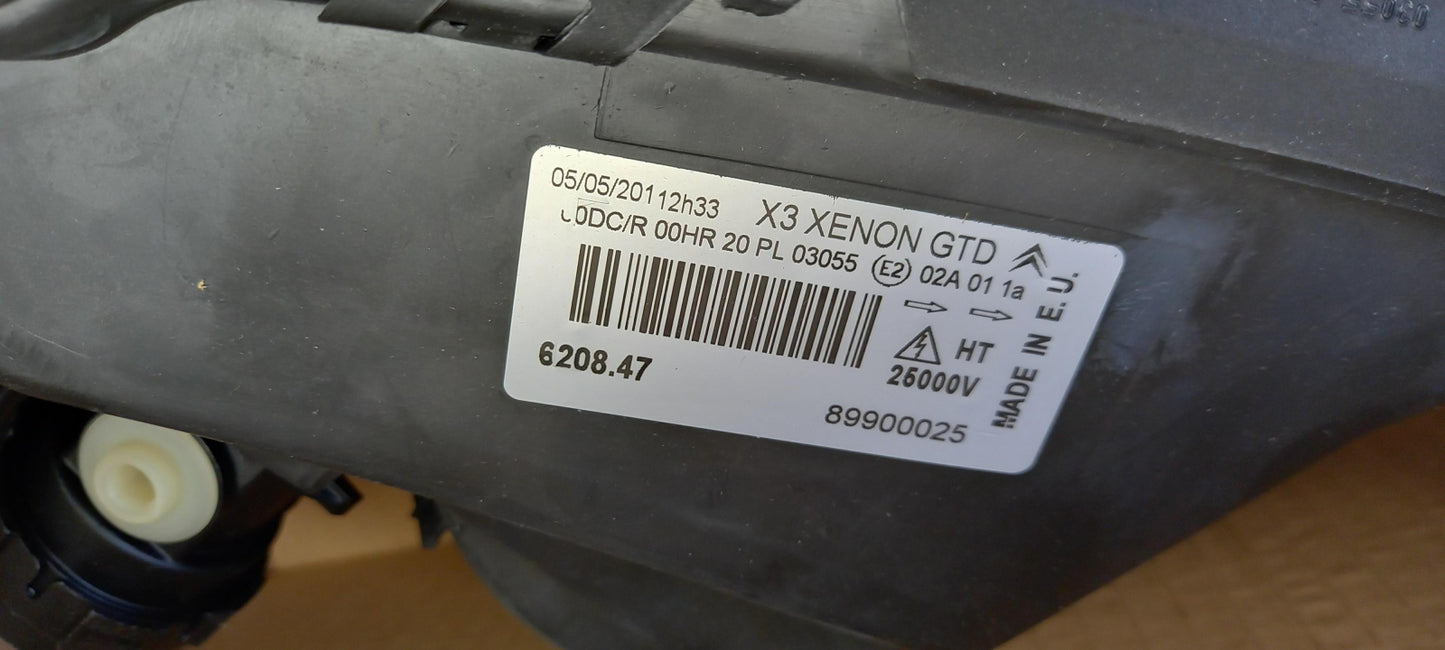 05/05/20112h33 X3 XENON GTD
0DC/R 00HR 20 PL 03055 E2 02A 01 1a
6208.47
HT
25000V
89900025
MADE IN E.U.